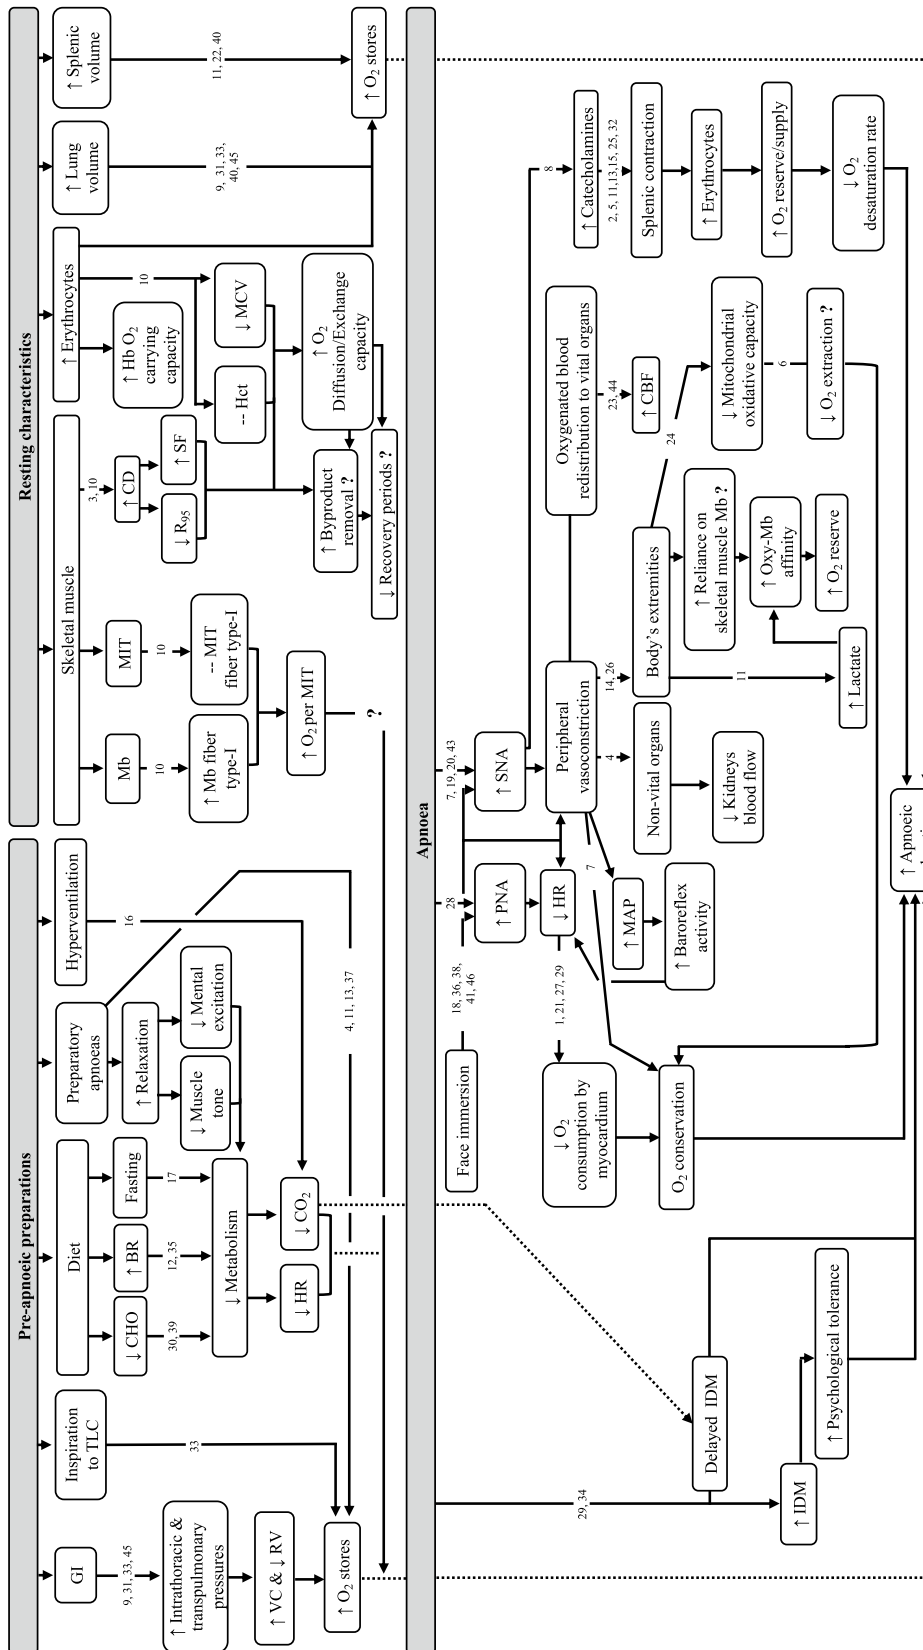 Pre-apnoeic preparations
GI
9, 31, 33, 45
↑ Intrathoracic &
transpulmonary
pressures
↑ VC & ↓ RV
↑ O₂ stores
Inspiration
to TLC
33
Diet
↓ CHO
↑ BR
Fasting
30, 39
12, 35
17
↓ Metabolism
↓ HR
↓ CO₂
Preparatory
apnoeas
↑ Relaxation
↓ Muscle
tone
↓ Mental
excitation
4, 11, 13, 37
Hyperventilation
16
Resting characteristics
Skeletal muscle
Mb
MIT
10
10
↑ Mb fiber
type-I
-- MIT
fiber type-I
↑ O₂ per MIT
?
3, 10
↑ CD
↓ R₉₅
↑ SF
↑ Erythrocytes
↑ Hb O₂
carrying
capacity
10
-- Hct
↓ MCV
↑ O₂
Diffusion/Exchange
capacity
↑ Byproduct
removal ?
↓ Recovery periods ?
↑ Lung
volume
9, 31, 33,
40, 45
↑ Splenic
volume
11, 22, 40
↑ O₂ stores
Apnoea
29, 34
↑ IDM
Delayed IDM
↑ Psychological tolerance
Face immersion
18, 36, 38,
41, 46
28
7, 19, 20, 43
↑ PNA
↑ SNA
↓ HR
1, 21, 27, 29
↓ O₂
consumption by
myocardium
O₂ conservation
Peripheral
vasoconstriction
7
↑ MAP
↑ Baroreflex
activity
4
14, 26
Non-vital organs
↓ Kidneys
blood flow
Body's extremities
11
↑ Lactate
↑ Reliance on
skeletal muscle Mb ?
↑ Oxy-Mb
affinity
↑ O₂ reserve
24
↓ Mitochondrial
oxidative capacity
6
↓ O₂ extraction ?
Oxygenated blood
redistribution to vital organs
23, 44
↑ CBF
8
↑ Catecholamines
2, 5, 11,13,15, 25, 32
Splenic contraction
↑ Erythrocytes
↑ O₂ reserve/supply
↓ O₂
desaturation rate
↑ Apnoeic